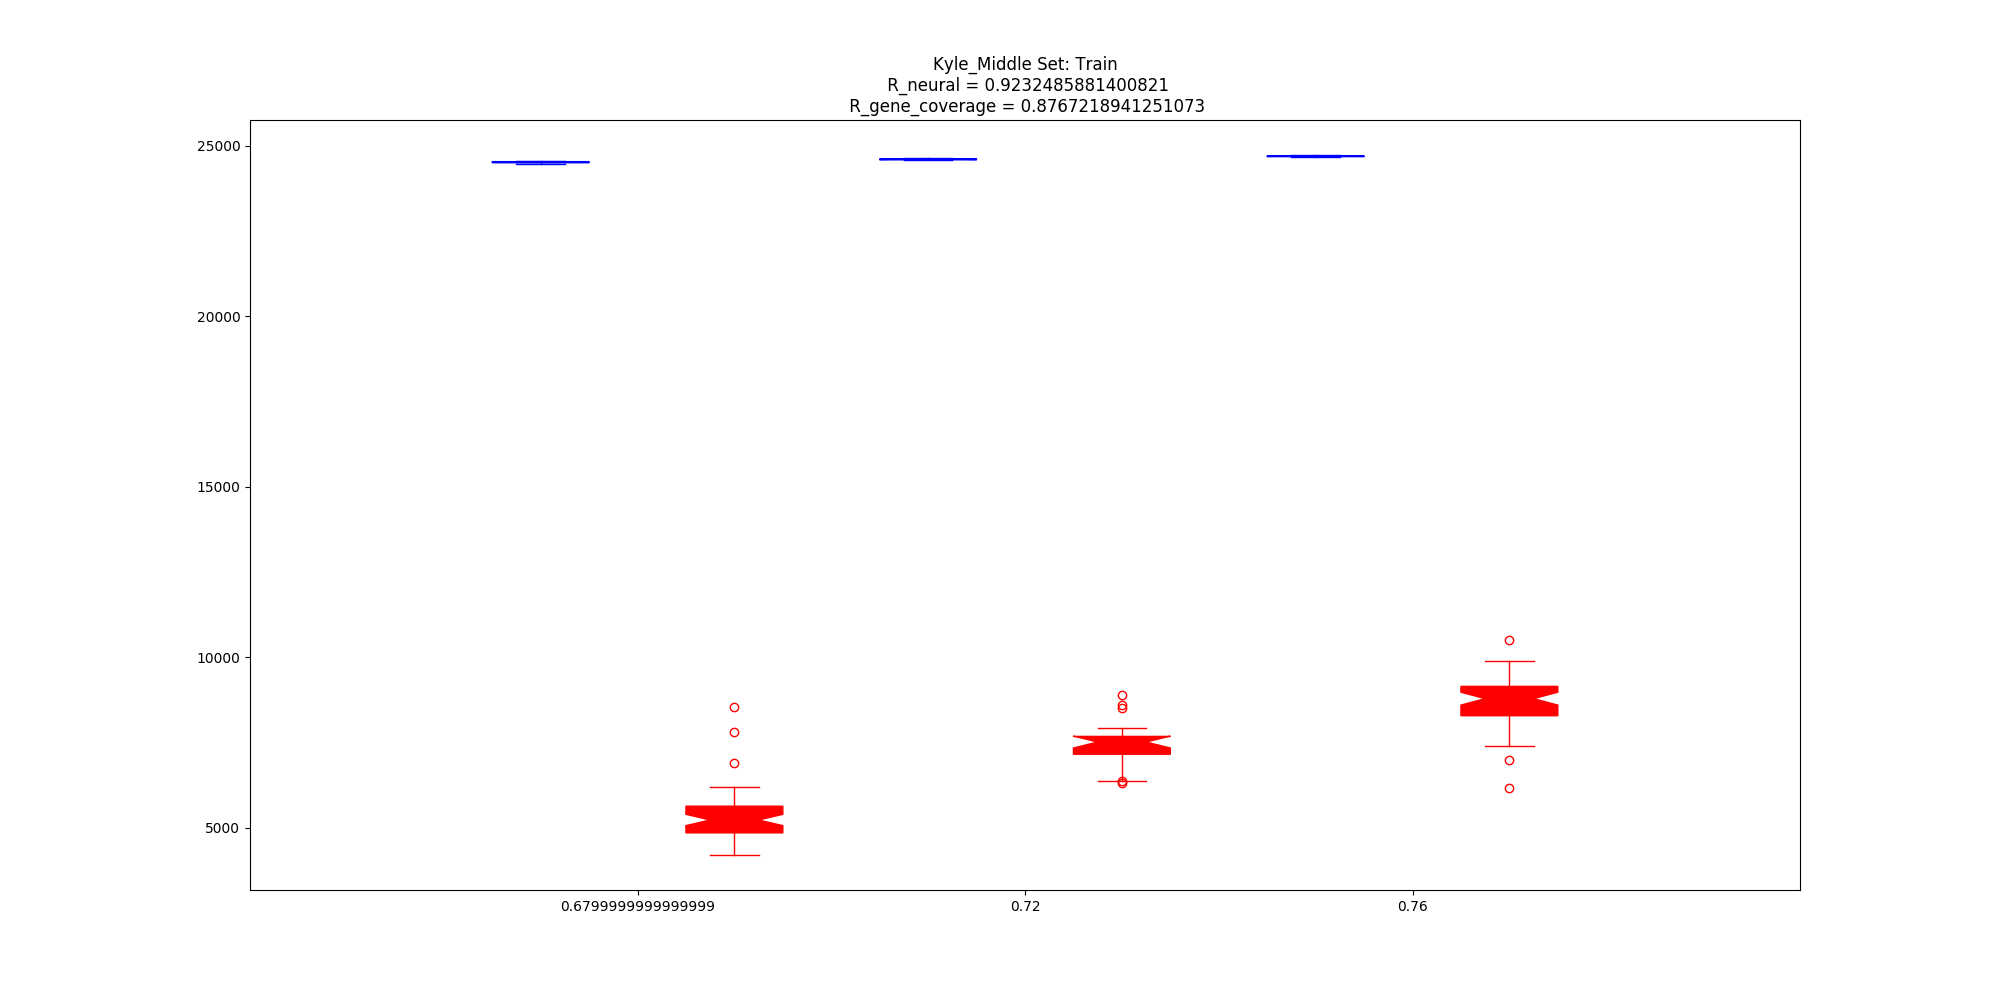 Kyle_Middle Set: Train
R_neural = 0.9232485881400821
R_gene_coverage = 0.8767218941251073
25000
20000
15000
10000
5000
0.6799999999999999
0.72
0.76